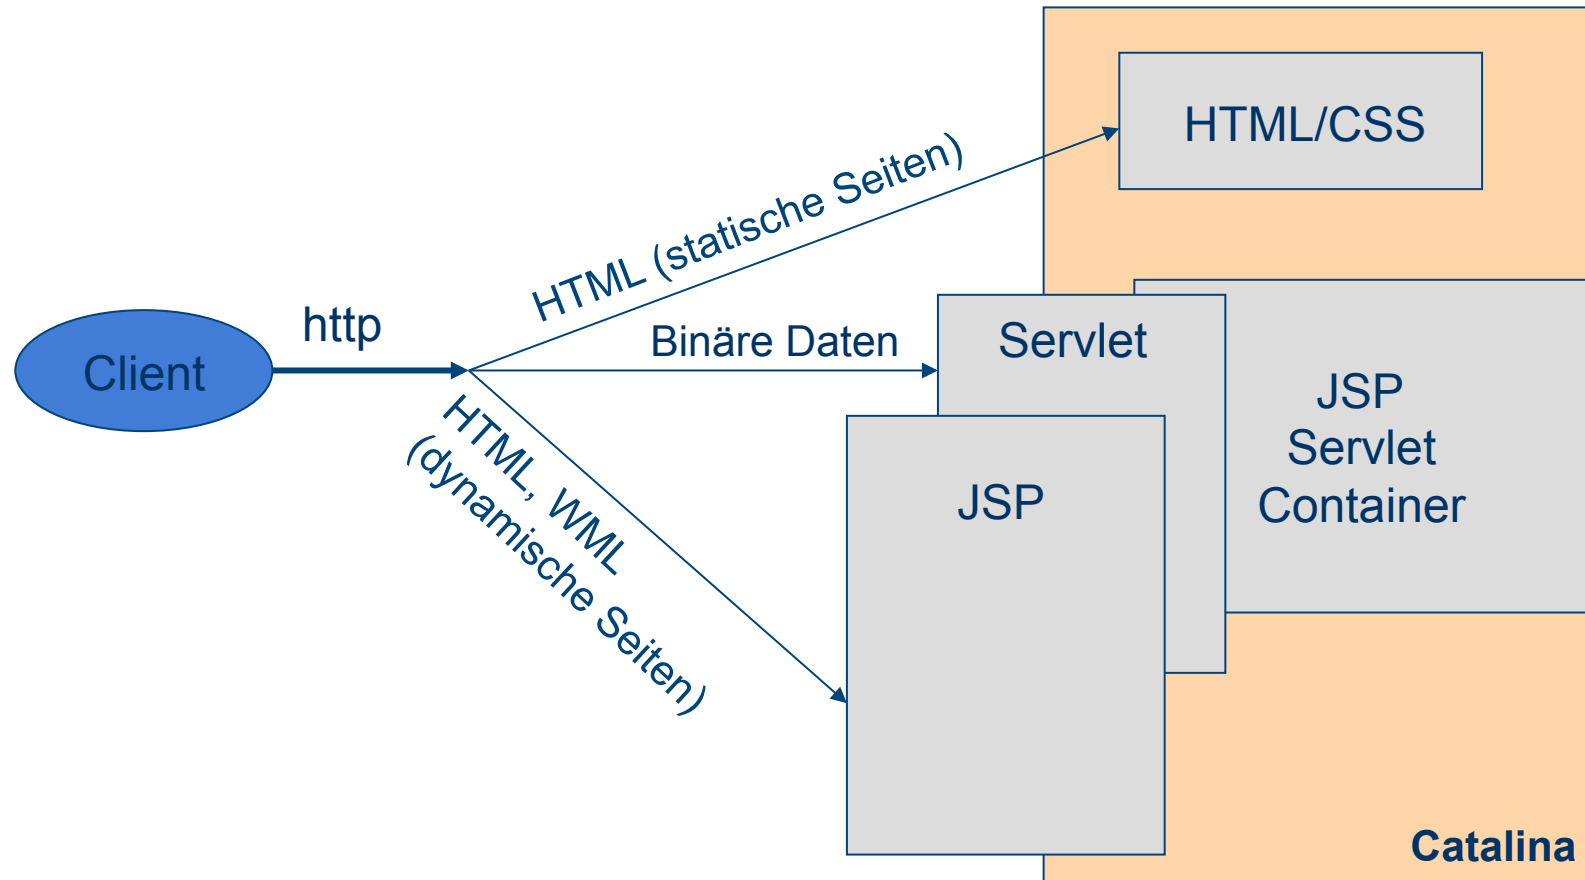 HTML/CSS
HTML (statische Seiten)
http
Binäre Daten
Servlet
Client
JSP
Servlet
Container
HTML, WML
(dynamische Seiten)
JSP
Catalina